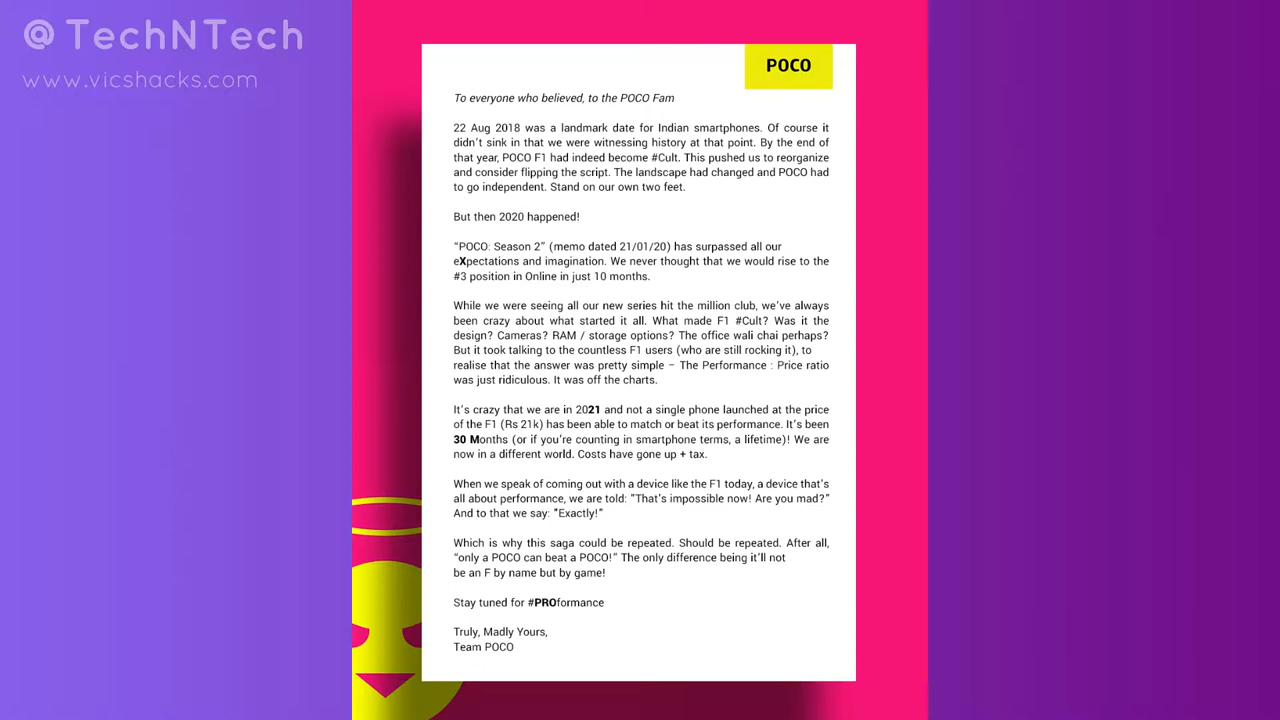 @TechNTech
www.vicshacks.com
POCO
To everyone who believed, to the POCO Fam
22 Aug 2018 was a landmark date for Indian smartphones. Of course it
didn't sink in that we were witnessing history at that point. By the end of
that year, POCO F1 had indeed become #Cult. This pushed us to reorganize
and consider flipping the script. The landscape had changed and POCO had
to go independent. Stand on our own two feet.
But then 2020 happened!
“POCO: Season 2” (memo dated 21/01/20) has surpassed all our
eXpectations and imagination. We never thought that we would rise to the
#3 position in Online in just 10 months.
While we were seeing all our new series hit the million club, we've always
been crazy about what started it all. What made F1 #Cult? Was it the
design? Cameras? RAM / storage options? The office wali chai perhaps?
But it took talking to the countless F1 users (who are still rocking it), to
realise that the answer was pretty simple – The Performance : Price ratio
was just ridiculous. It was off the charts.
It's crazy that we are in 2021 and not a single phone launched at the price
of the F1 (Rs 21k) has been able to match or beat its performance. It's been
30 Months (or if you're counting in smartphone terms, a lifetime)! We are
now in a different world. Costs have gone up + tax.
When we speak of coming out with a device like the F1 today, a device that's
all about performance, we are told: "That's impossible now! Are you mad?"
And to that we say: "Exactly!"
Which is why this saga could be repeated. Should be repeated. After all,
“only a POCO can beat a POCO!” The only difference being it'll not
be an F by name but by game!
Stay tuned for #PROformance
Truly, Madly Yours,
Team POCO